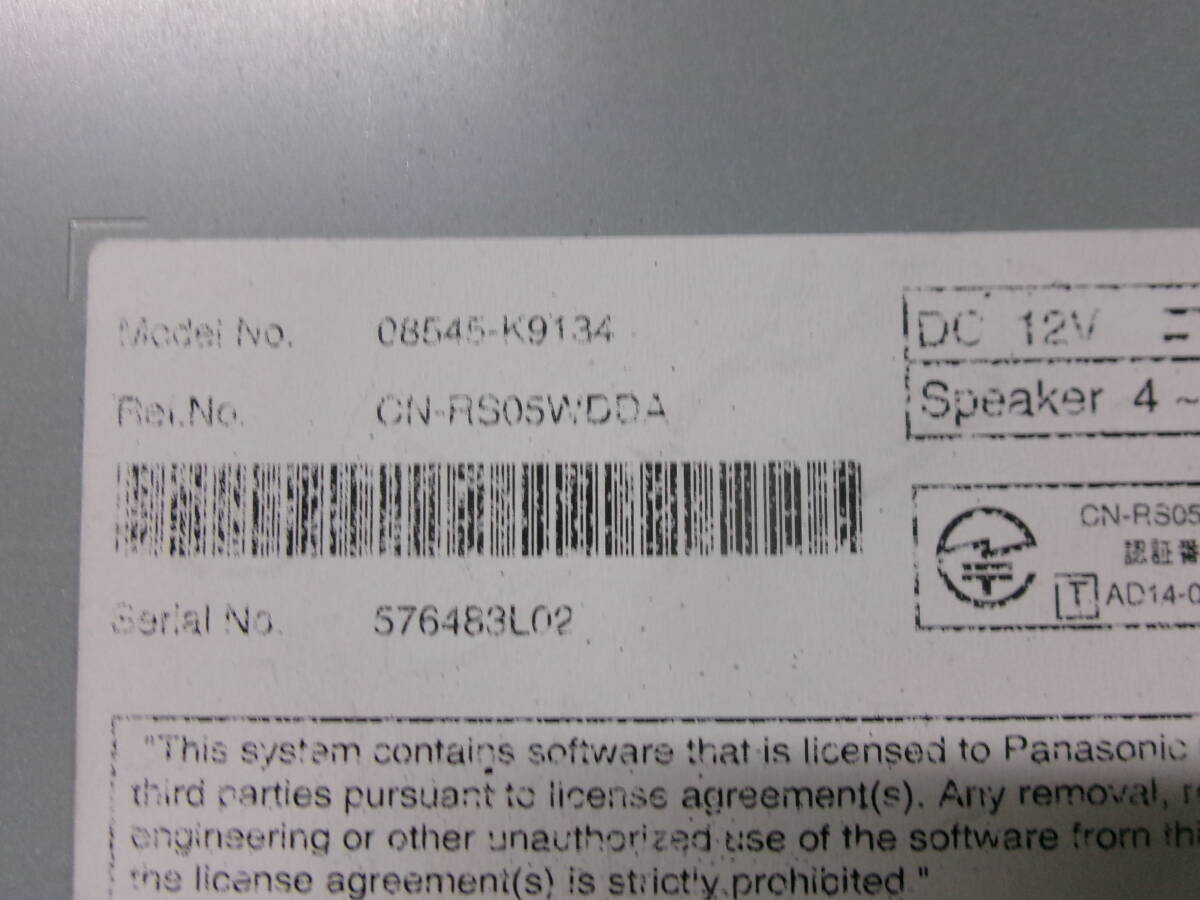 Model No. 08545-K9134
Ref.No. CN-RS05WDDA
Serial No. 576483L02
DC 12V
Speaker 4 ~
CN-RS05
認証番
T AD14-0
"This system contains software that is licensed to Panasonic
third parties pursuant to license agreement(s). Any removal, r
engineering or other unauthorized use of the software from thi
the license agreement(s) is strictly prohibited."